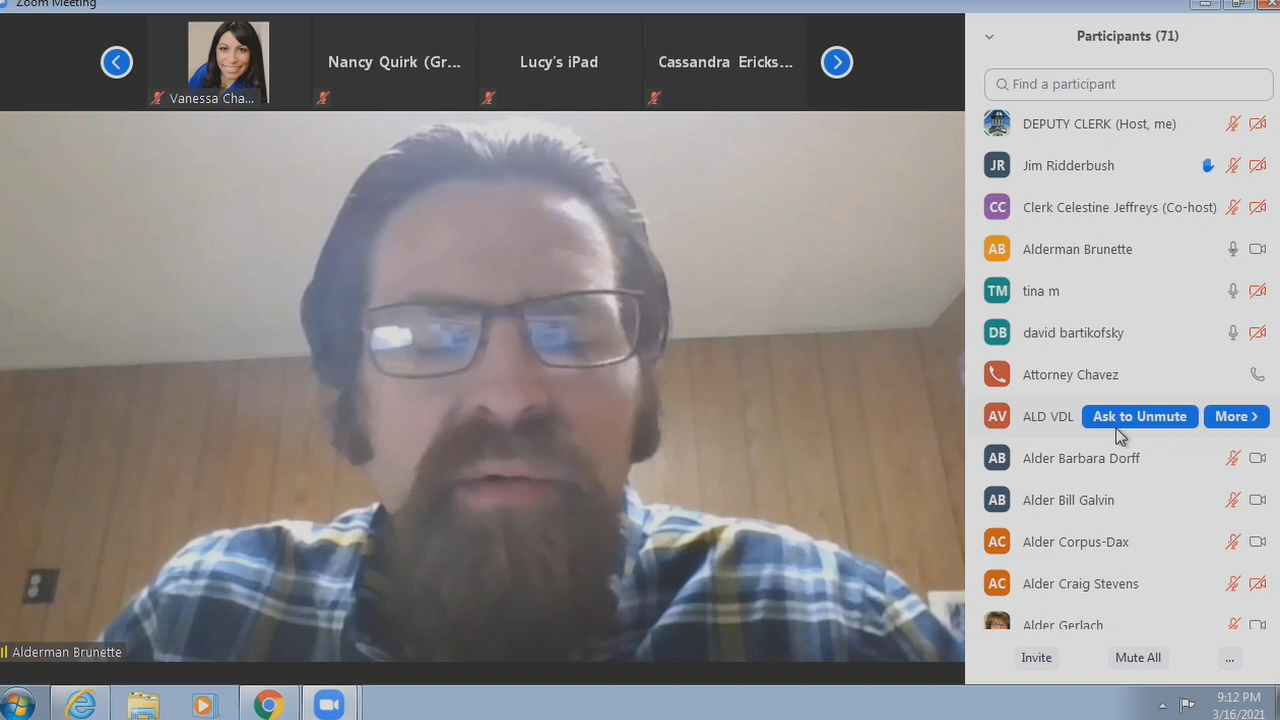 Zoom Meeting
Vanessa Cha...
Nancy Quirk (Gr...
Lucy's iPad
Cassandra Ericks...
Alderman Brunette
Participants (71)
Find a participant
DEPUTY CLERK (Host, me)
JR Jim Ridderbush
CC Clerk Celestine Jeffreys (Co-host)
AB Alderman Brunette
TM tina m
DB david bartikofsky
Attorney Chavez
AV ALD VDL Ask to Unmute More >
AB Alder Barbara Dorff
AB Alder Bill Galvin
AC Alder Corpus-Dax
AC Alder Craig Stevens
Alder Gerlach
Invite Mute All ...
9:12 PM
3/16/2021